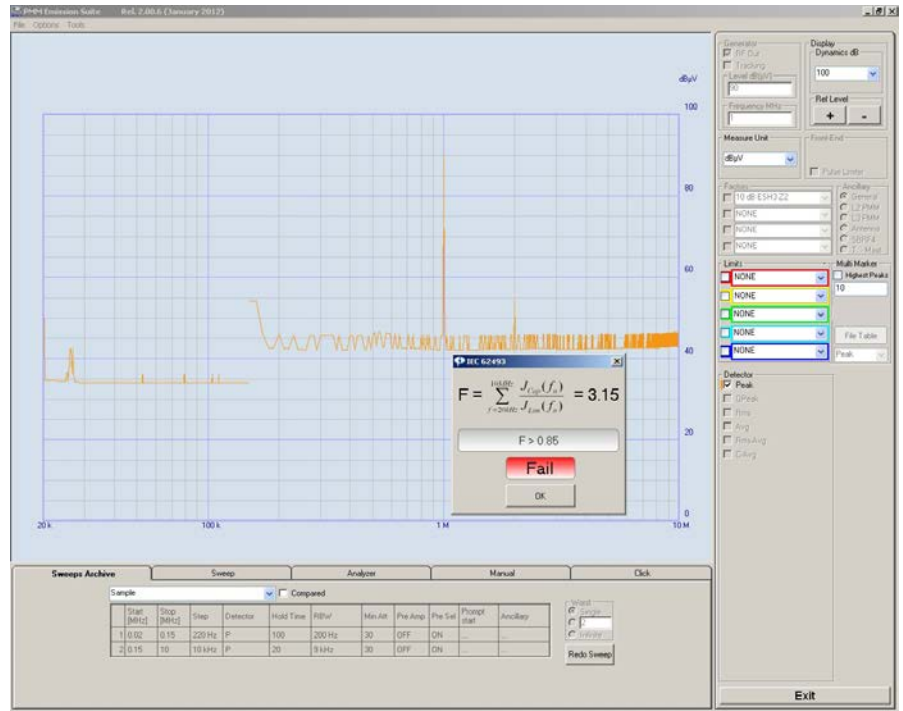 PMM Emission Suite Rel. 2.00.6 (January 2012)
File Options Tools
dBµV
100
80
60
40
20
0
20 k
100 k
1 M
10 M
IEC 62493
F = = 3.15
F > 0.85
Fail
OK
Generator
RF Out
Tracking
Level dB(µV)
90
Frequency MHz
1
Display
Dynamics dB
100
Ref Level
+ -
Measure Unit
dBµV
Front-End
Pulse Limiter
Factors
10 dB ESH3-Z2
NONE
NONE
NONE
Ancillary
General
L2 PMM
L3 PMM
Antenna
Limits
NONE
NONE
NONE
NONE
NONE
Multi Marker
Highest Peaks
10
File Table
Peak
Detector
Peak
QPeak
Rms
Avg
RmsAvg
CAvg
Exit
Sweeps Archive Sweep Analyzer Manual Click
Sample Compared
Start [MHz] Stop [MHz] Step Detector Hold Time RBW Min Att Pre Amp Pre Sel Prompt start Ancillary
1 0.02 0.15 220 Hz P 100 200 Hz 30 OFF ON ... ...
2 0.15 10 10 kHz P 20 9 kHz 30 OFF ON ... ...
Single
2
Infinite
Redo Sweep